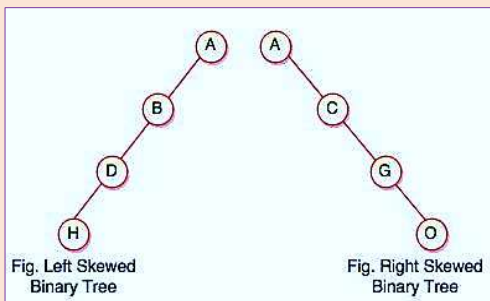 A
B
D
H
Fig. Left Skewed
Binary Tree
A
C
G
O
Fig. Right Skewed
Binary Tree